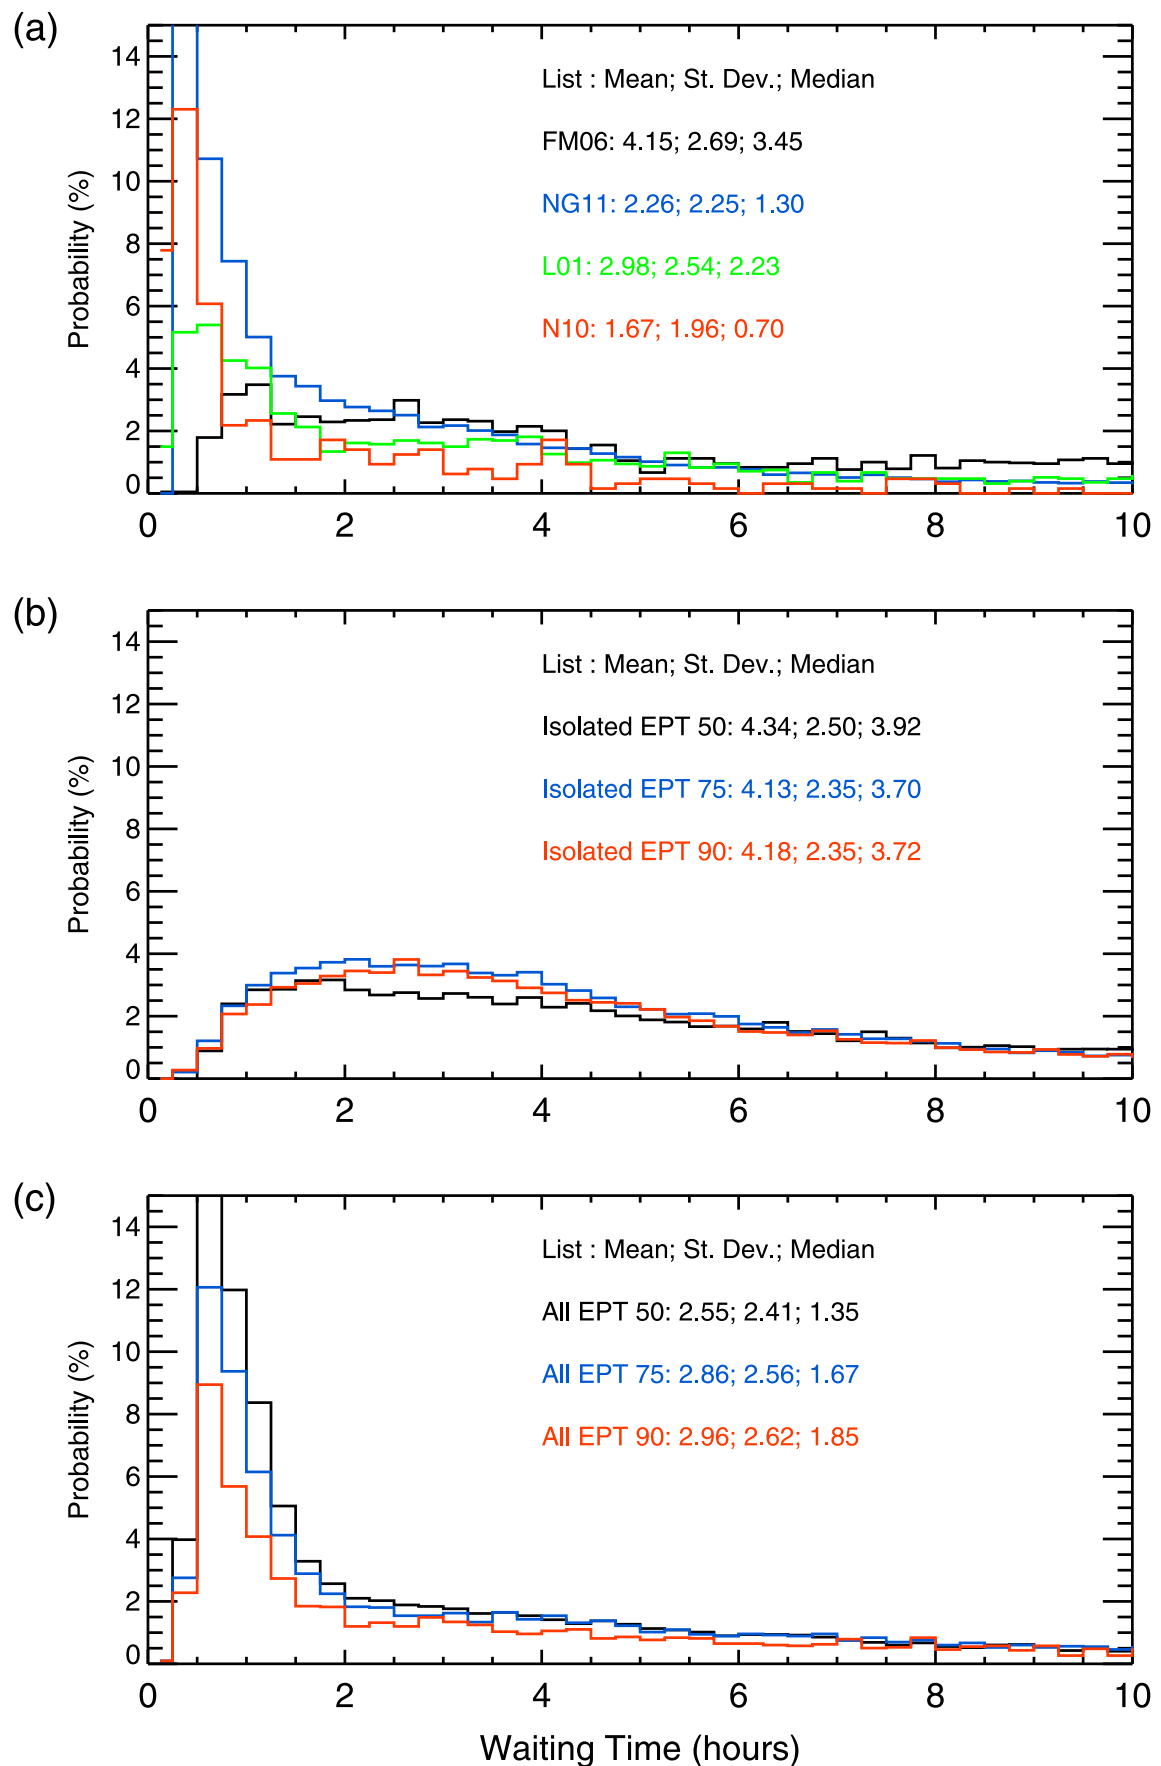 (a)
14
12
10
8
6
4
2
0
Probability (%)
List : Mean; St. Dev.; Median
FM06: 4.15; 2.69; 3.45
NG11: 2.26; 2.25; 1.30
L01: 2.98; 2.54; 2.23
N10: 1.67; 1.96; 0.70
0 2 4 6 8 10
(b)
14
12
10
8
6
4
2
0
Probability (%)
List : Mean; St. Dev.; Median
Isolated EPT 50: 4.34; 2.50; 3.92
Isolated EPT 75: 4.13; 2.35; 3.70
Isolated EPT 90: 4.18; 2.35; 3.72
0 2 4 6 8 10
(c)
14
12
10
8
6
4
2
0
Probability (%)
List : Mean; St. Dev.; Median
All EPT 50: 2.55; 2.41; 1.35
All EPT 75: 2.86; 2.56; 1.67
All EPT 90: 2.96; 2.62; 1.85
0 2 4 6 8 10
Waiting Time (hours)